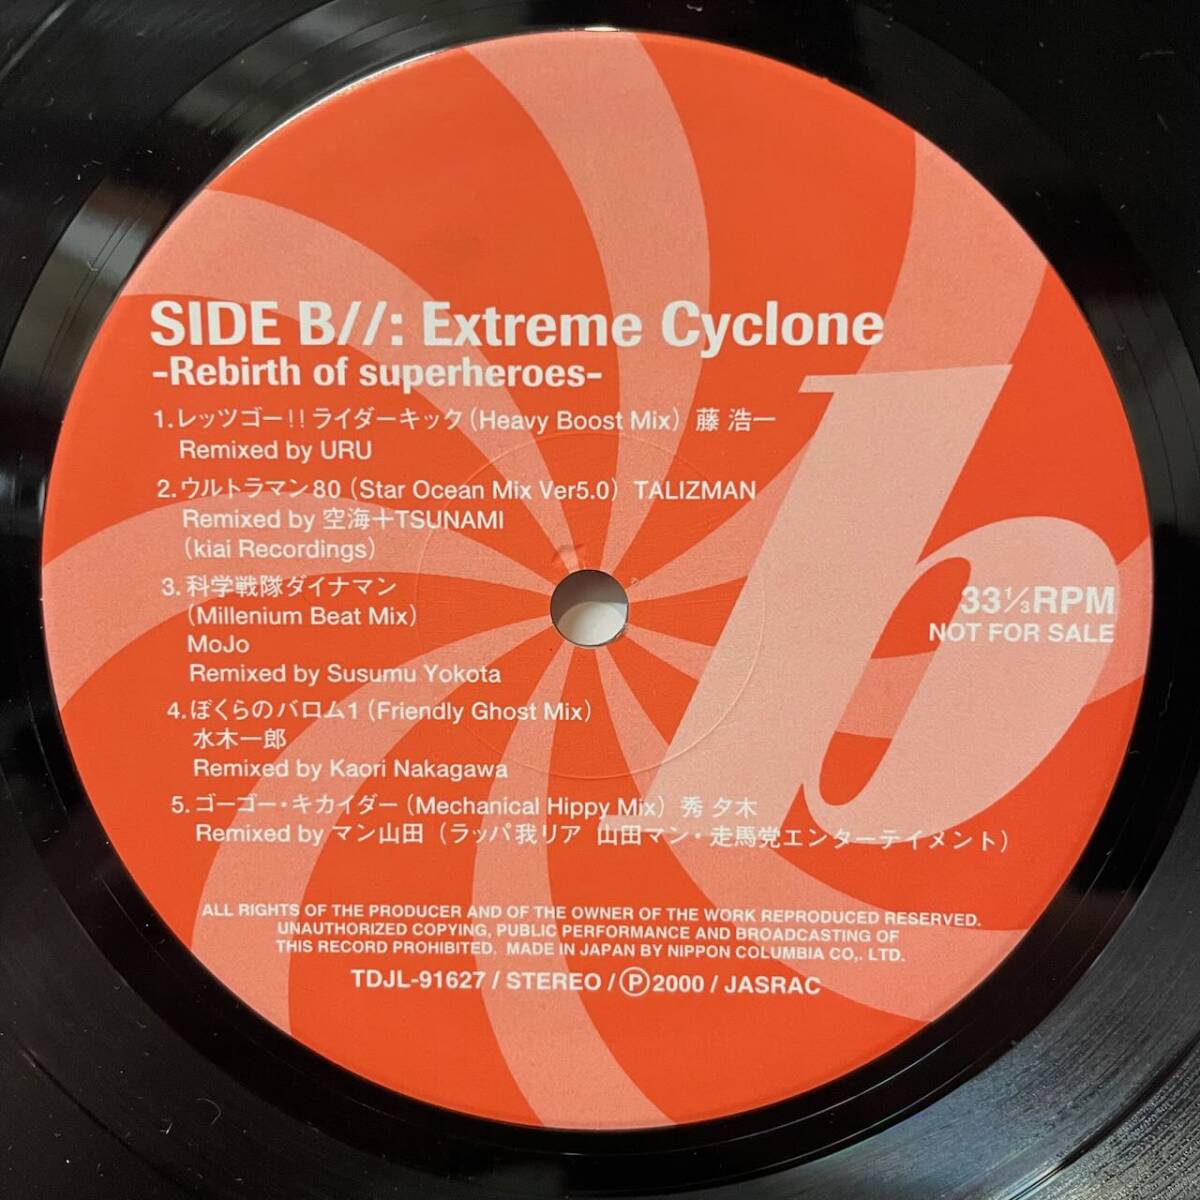 SIDE B//: Extreme Cyclone
-Rebirth of superheroes-
1.レッツゴー!!ライダーキック(Heavy Boost Mix) 藤 浩一
Remixed by URU
2.ウルトラマン80 (Star Ocean Mix Ver5.0) TALIZMAN
Remixed by 空海+TSUNAMI
(kiai Recordings)
3.科学戦隊ダイナマン
(Millenium Beat Mix)
MoJo
Remixed by Susumu Yokota
4.ぼくらのバロム1 (Friendly Ghost Mix)
水木一郎
Remixed by Kaori Nakagawa
5.ゴーゴー・キカイダー (Mechanical Hippy Mix) 秀 夕木
Remixed by マン山田 (ラッパ我リア 山田マン・走馬党エンターテイメント)
33⅓RPM
NOT FOR SALE
b
ALL RIGHTS OF THE PRODUCER AND OF THE OWNER OF THE WORK REPRODUCED RESERVED.
UNAUTHORIZED COPYING, PUBLIC PERFORMANCE AND BROADCASTING OF
THIS RECORD PROHIBITED. MADE IN JAPAN BY NIPPON COLUMBIA CO,. LTD.
TDJL-91627 / STEREO / Ⓟ2000 / JASRAC